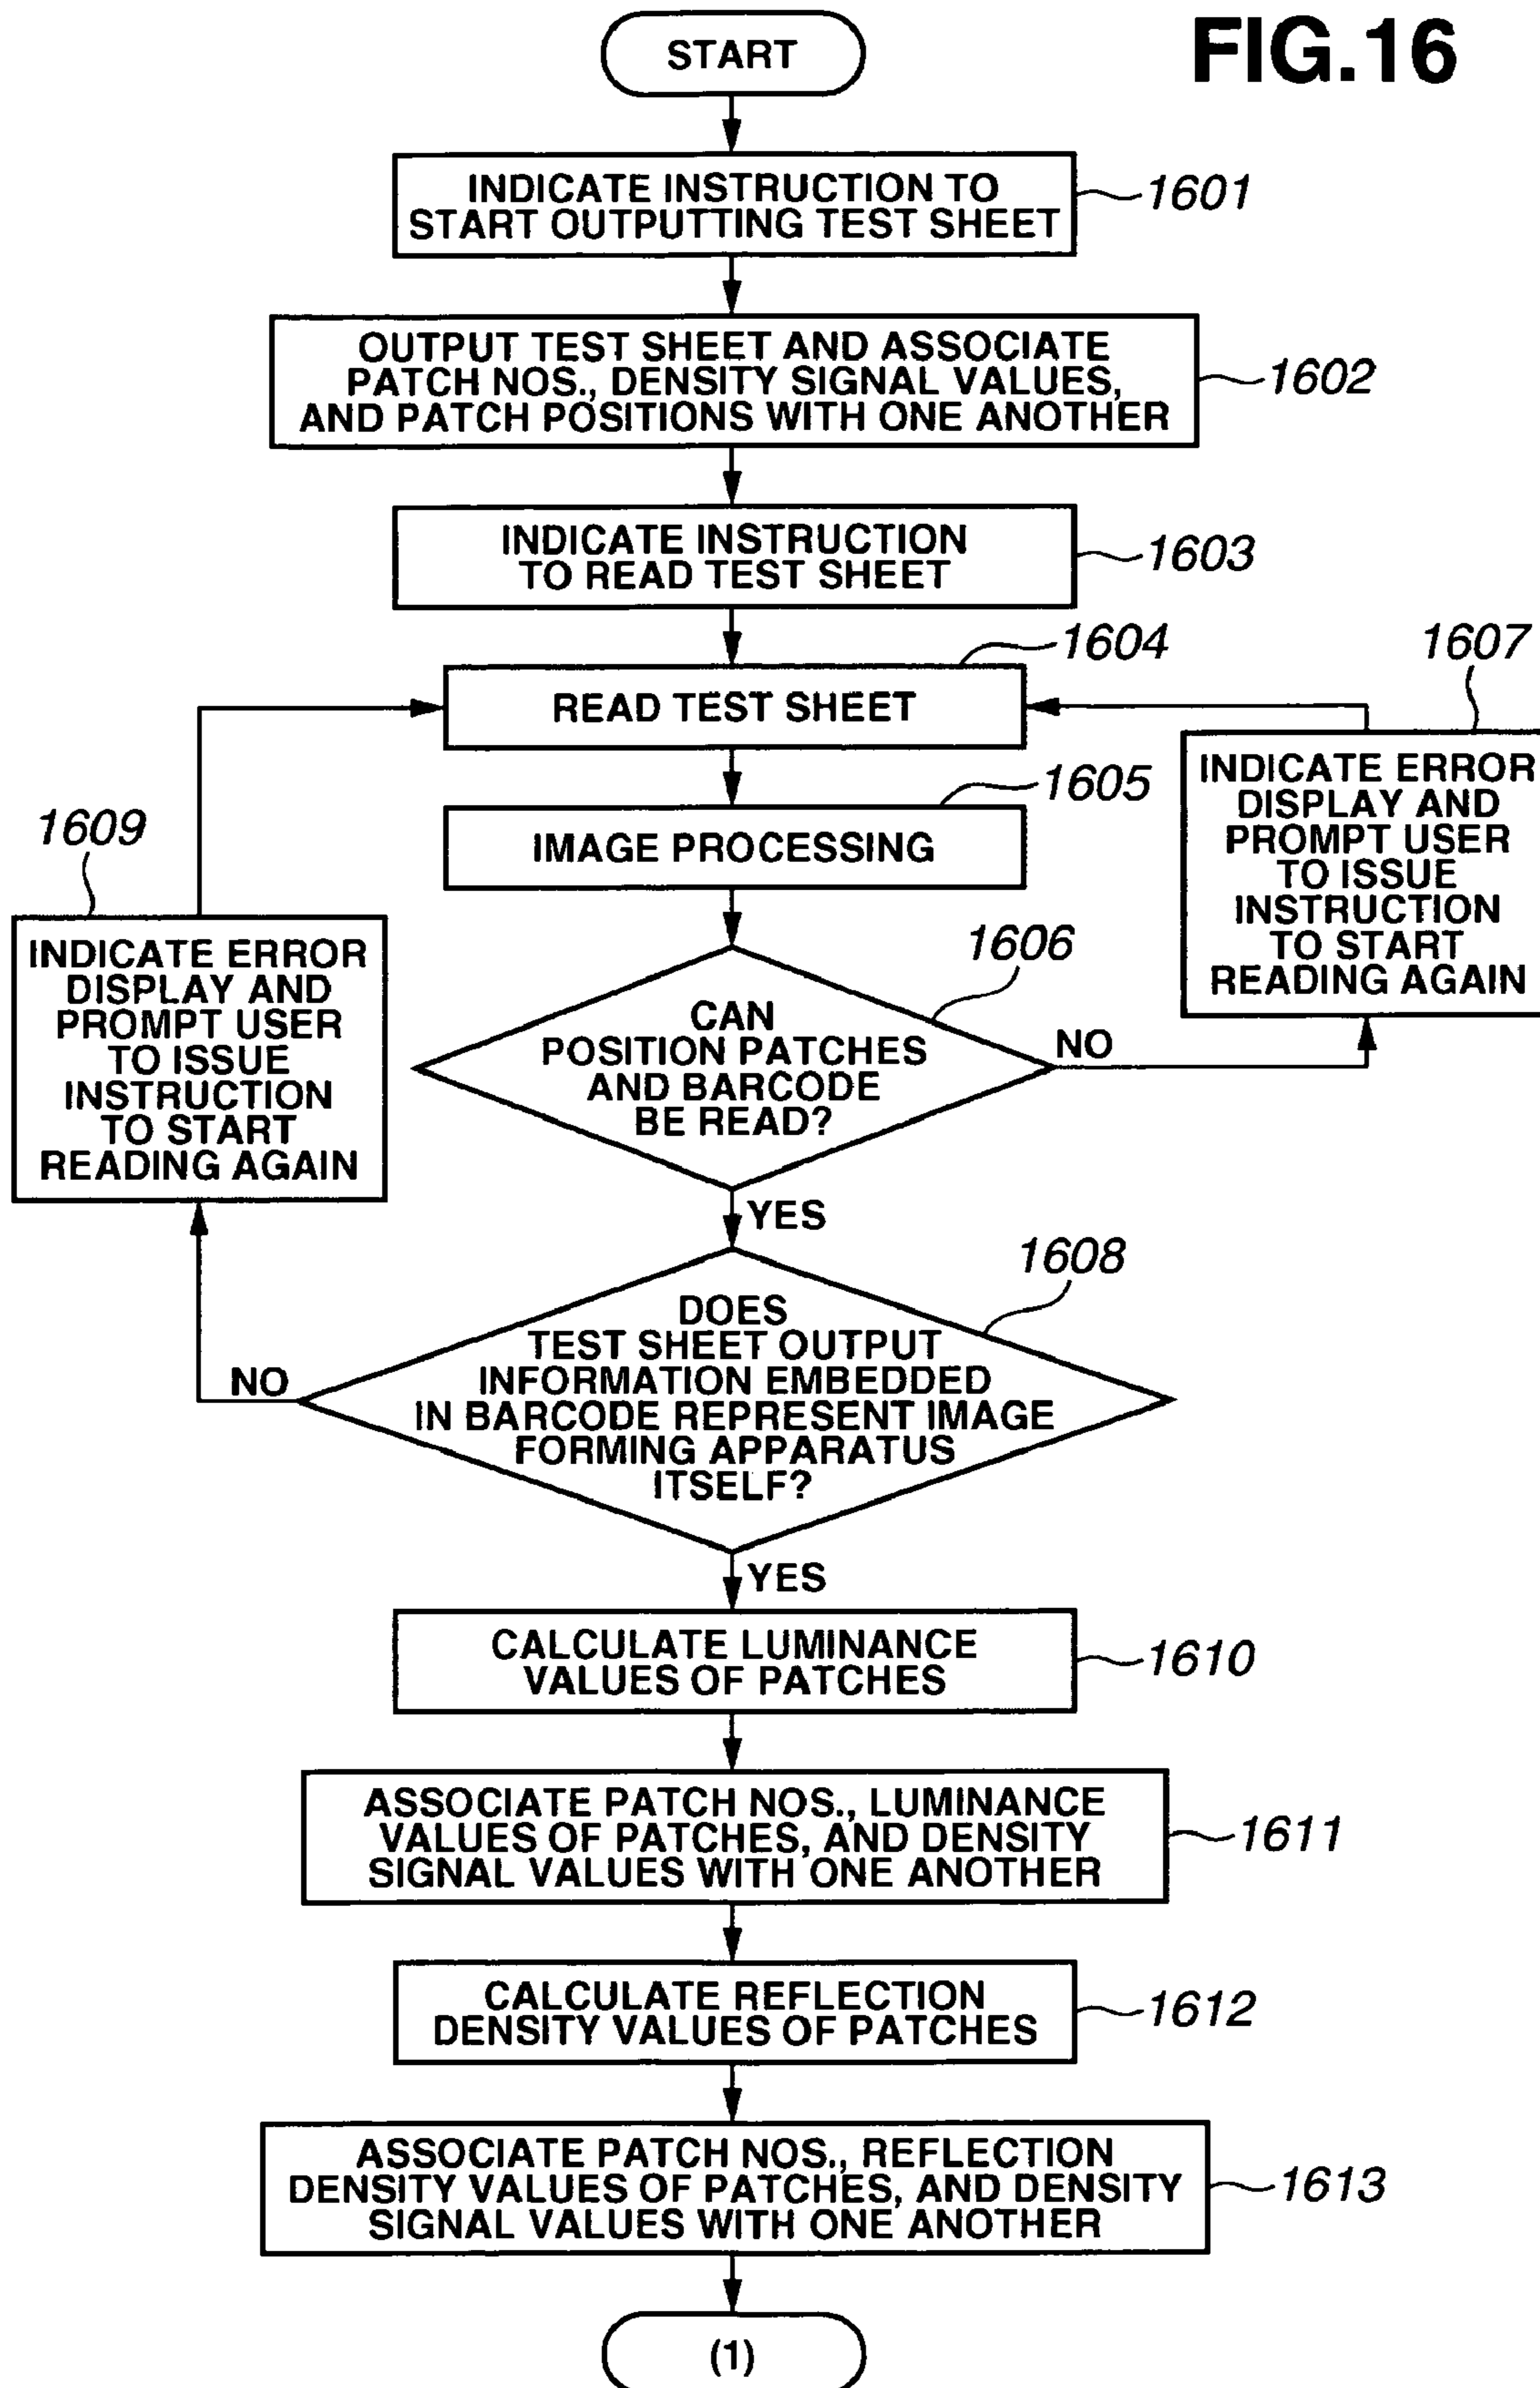 FIG.16
START
INDICATE INSTRUCTION TO
START OUTPUTTING TEST SHEET
1601
OUTPUT TEST SHEET AND ASSOCIATE
PATCH NOS., DENSITY SIGNAL VALUES,
AND PATCH POSITIONS WITH ONE ANOTHER
1602
INDICATE INSTRUCTION
TO READ TEST SHEET
1603
1604
READ TEST SHEET
1607
INDICATE ERROR
DISPLAY AND
PROMPT USER
TO ISSUE
INSTRUCTION
TO START
READING AGAIN
1605
IMAGE PROCESSING
1609
INDICATE ERROR
DISPLAY AND
PROMPT USER
TO ISSUE
INSTRUCTION
TO START
READING AGAIN
1606
CAN
POSITION PATCHES
AND BARCODE
BE READ?
NO
YES
1608
DOES
TEST SHEET OUTPUT
INFORMATION EMBEDDED
IN BARCODE REPRESENT IMAGE
FORMING APPARATUS
ITSELF?
NO
YES
CALCULATE LUMINANCE
VALUES OF PATCHES
1610
ASSOCIATE PATCH NOS., LUMINANCE
VALUES OF PATCHES, AND DENSITY
SIGNAL VALUES WITH ONE ANOTHER
1611
CALCULATE REFLECTION
DENSITY VALUES OF PATCHES
1612
ASSOCIATE PATCH NOS., REFLECTION
DENSITY VALUES OF PATCHES, AND DENSITY
SIGNAL VALUES WITH ONE ANOTHER
1613
(1)